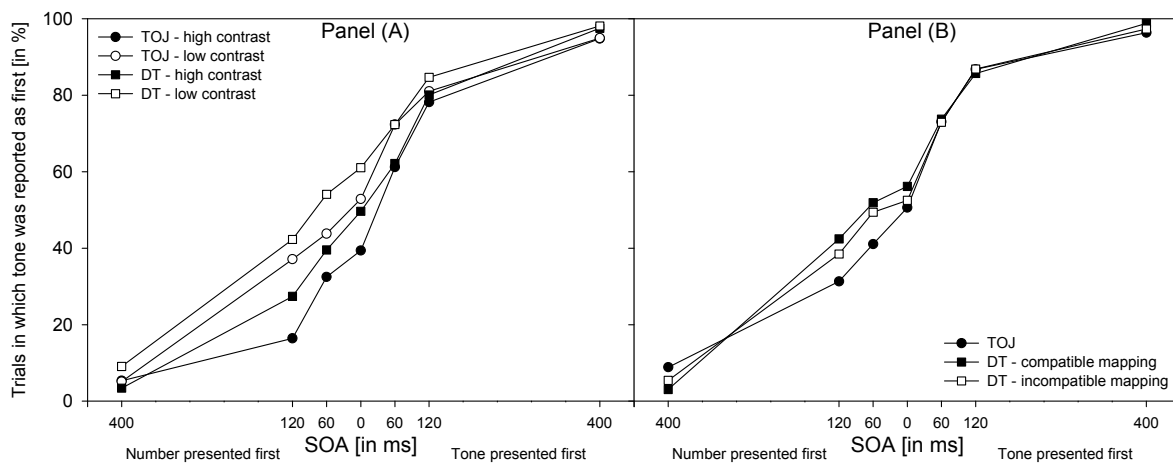 Trials in which tone was reported as first [in %]
100
80
60
40
20
0
Panel (A)
TOJ - high contrast
TOJ - low contrast
DT - high contrast
DT - low contrast
400 120 60 0 60 120 400
SOA [in ms]
Number presented first Tone presented first
Panel (B)
TOJ
DT - compatible mapping
DT - incompatible mapping
400 120 60 0 60 120 400
SOA [in ms]
Number presented first Tone presented first